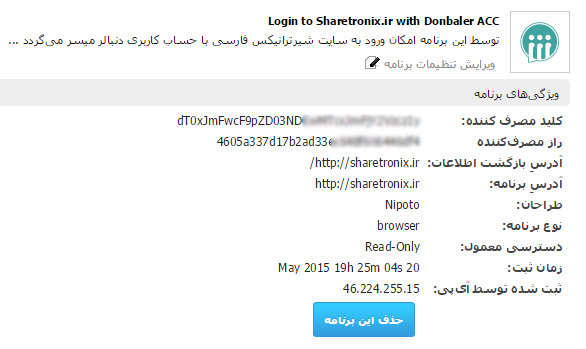 Login to Sharetronix.ir with Donbaler ACC
توسط این برنامه امکان ورود به سایت شیرترانیکس فارسی با حساب کاربری دنبالر میسر می‌گردد ...
ویرایش تنظیمات برنامه
ویژگی‌های برنامه
کلید مصرف کننده: dT0xJmFwcF9pZD03ND
راز مصرف‌کننده: 4605a337d17b2ad33e
آدرس بازگشت اطلاعات: http://sharetronix.ir/
آدرس برنامه: http://sharetronix.ir
طراحان: Nipoto
نوع برنامه: browser
دسترسی معمول: Read-Only
زمان ثبت: May 2015 19h 25m 04s 20
ثبت شده توسط آی‌پی: 46.224.255.15
حذف این برنامه